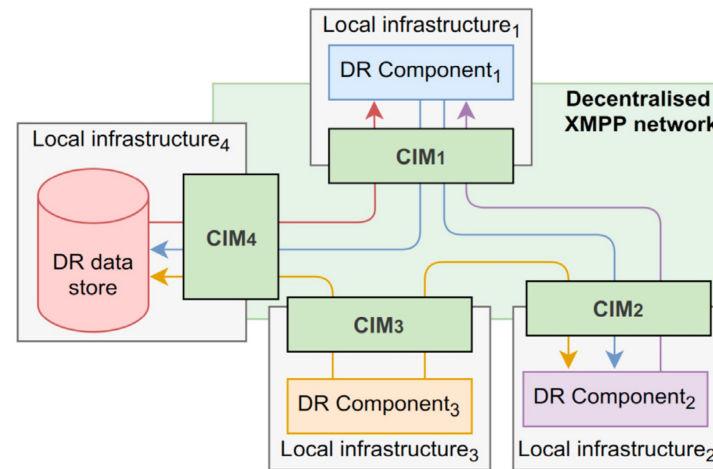 Local infrastructure₁
DR Component₁
Decentralised
XMPP network
Local infrastructure₄
CIM₁
CIM₄
DR data
store
CIM₃
CIM₂
DR Component₃
DR Component₂
Local infrastructure₃
Local infrastructure₂